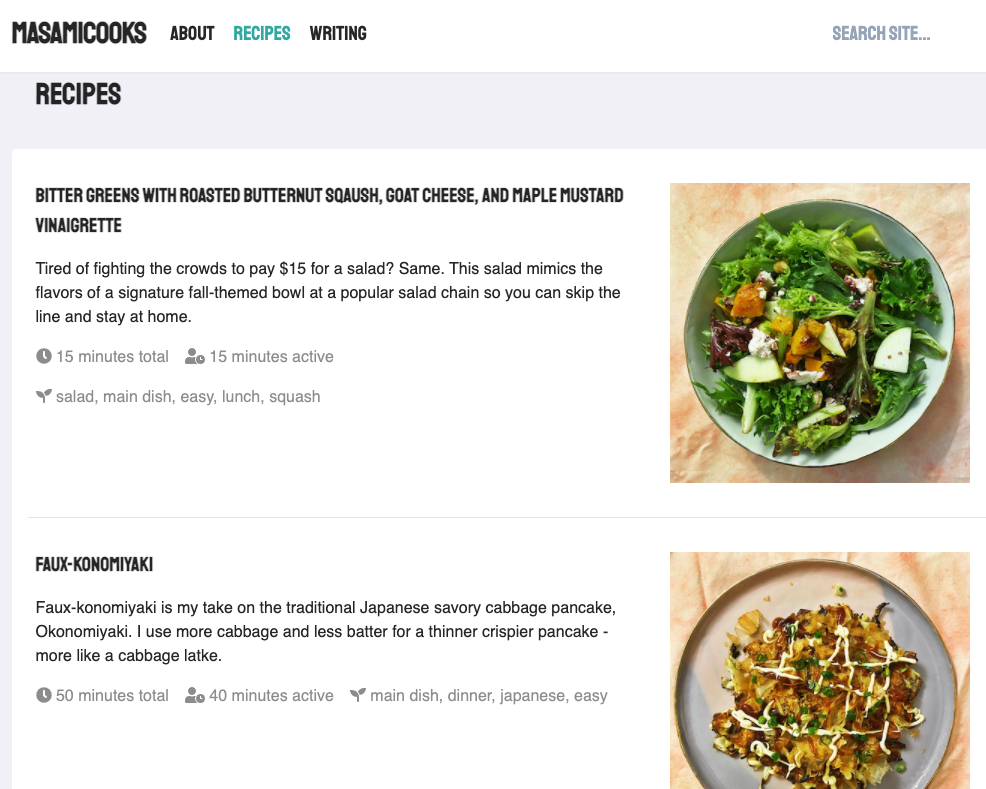 MASAMICOOKS ABOUT RECIPES WRITING SEARCH SITE...
RECIPES
BITTER GREENS WITH ROASTED BUTTERNUT SQAUSH, GOAT CHEESE, AND MAPLE MUSTARD
VINAIGRETTE
Tired of fighting the crowds to pay $15 for a salad? Same. This salad mimics the
flavors of a signature fall-themed bowl at a popular salad chain so you can skip the
line and stay at home.
15 minutes total 15 minutes active
salad, main dish, easy, lunch, squash
FAUX-KONOMIYAKI
Faux-konomiyaki is my take on the traditional Japanese savory cabbage pancake,
Okonomiyaki. I use more cabbage and less batter for a thinner crispier pancake -
more like a cabbage latke.
50 minutes total 40 minutes active main dish, dinner, japanese, easy